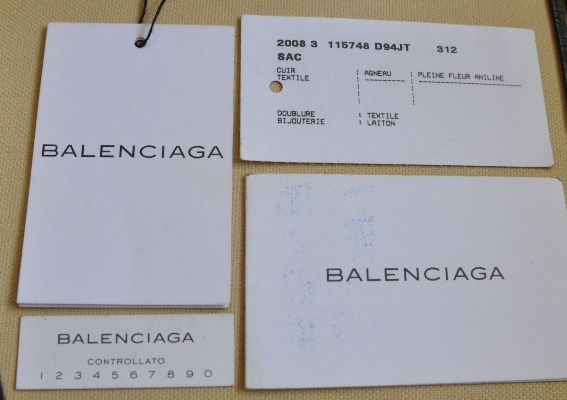 BALENCIAGA
2008 3 115748 D94JT 312
SAC
CUIR : AGNEAU : PLEINE FLEUR ANILINE
TEXTILE
DOUBLURE : TEXTILE
BIJOUTERIE : LAITON
BALENCIAGA
BALENCIAGA
CONTROLLATO
1 2 3 4 5 6 7 8 9 0